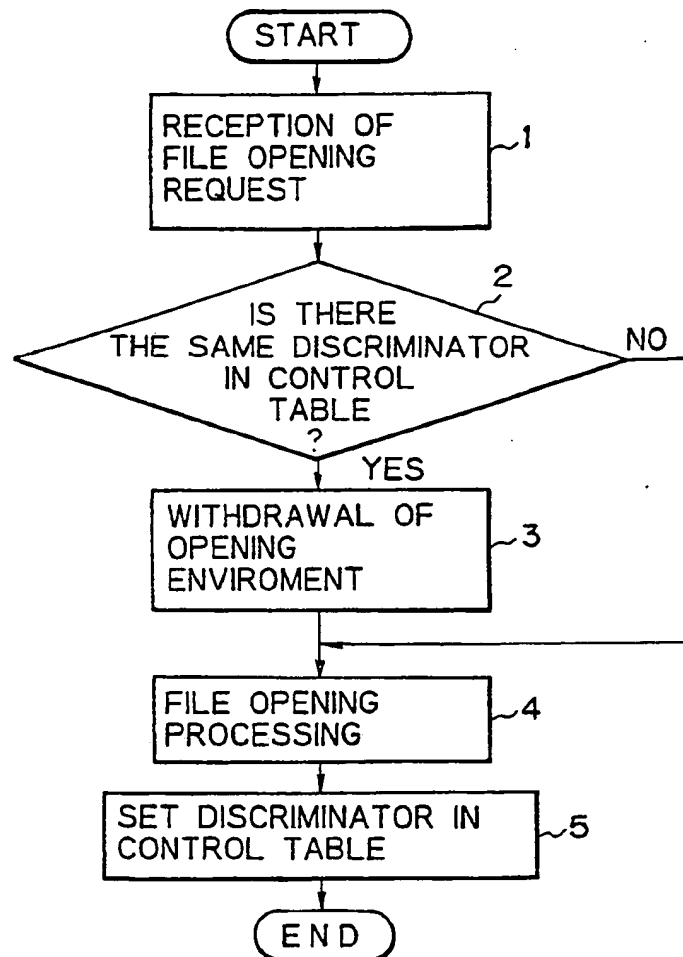 START
RECEPTION OF
FILE OPENING
REQUEST
1
2
IS THERE
THE SAME DISCRIMINATOR
IN CONTROL
TABLE
?
NO
YES
WITHDRAWAL OF
OPENING
ENVIROMENT
3
FILE OPENING
PROCESSING
4
SET DISCRIMINATOR IN
CONTROL TABLE
5
END